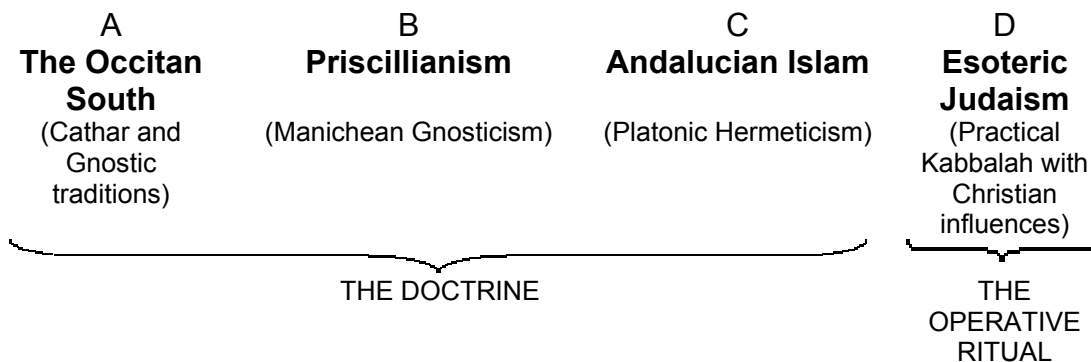 A
The Occitan
South
(Cathar and
Gnostic
traditions)
B
Priscillianism
(Manichean Gnosticism)
C
Andalucian Islam
(Platonic Hermeticism)
D
Esoteric
Judaism
(Practical
Kabbalah with
Christian
influences)
THE DOCTRINE
THE
OPERATIVE
RITUAL